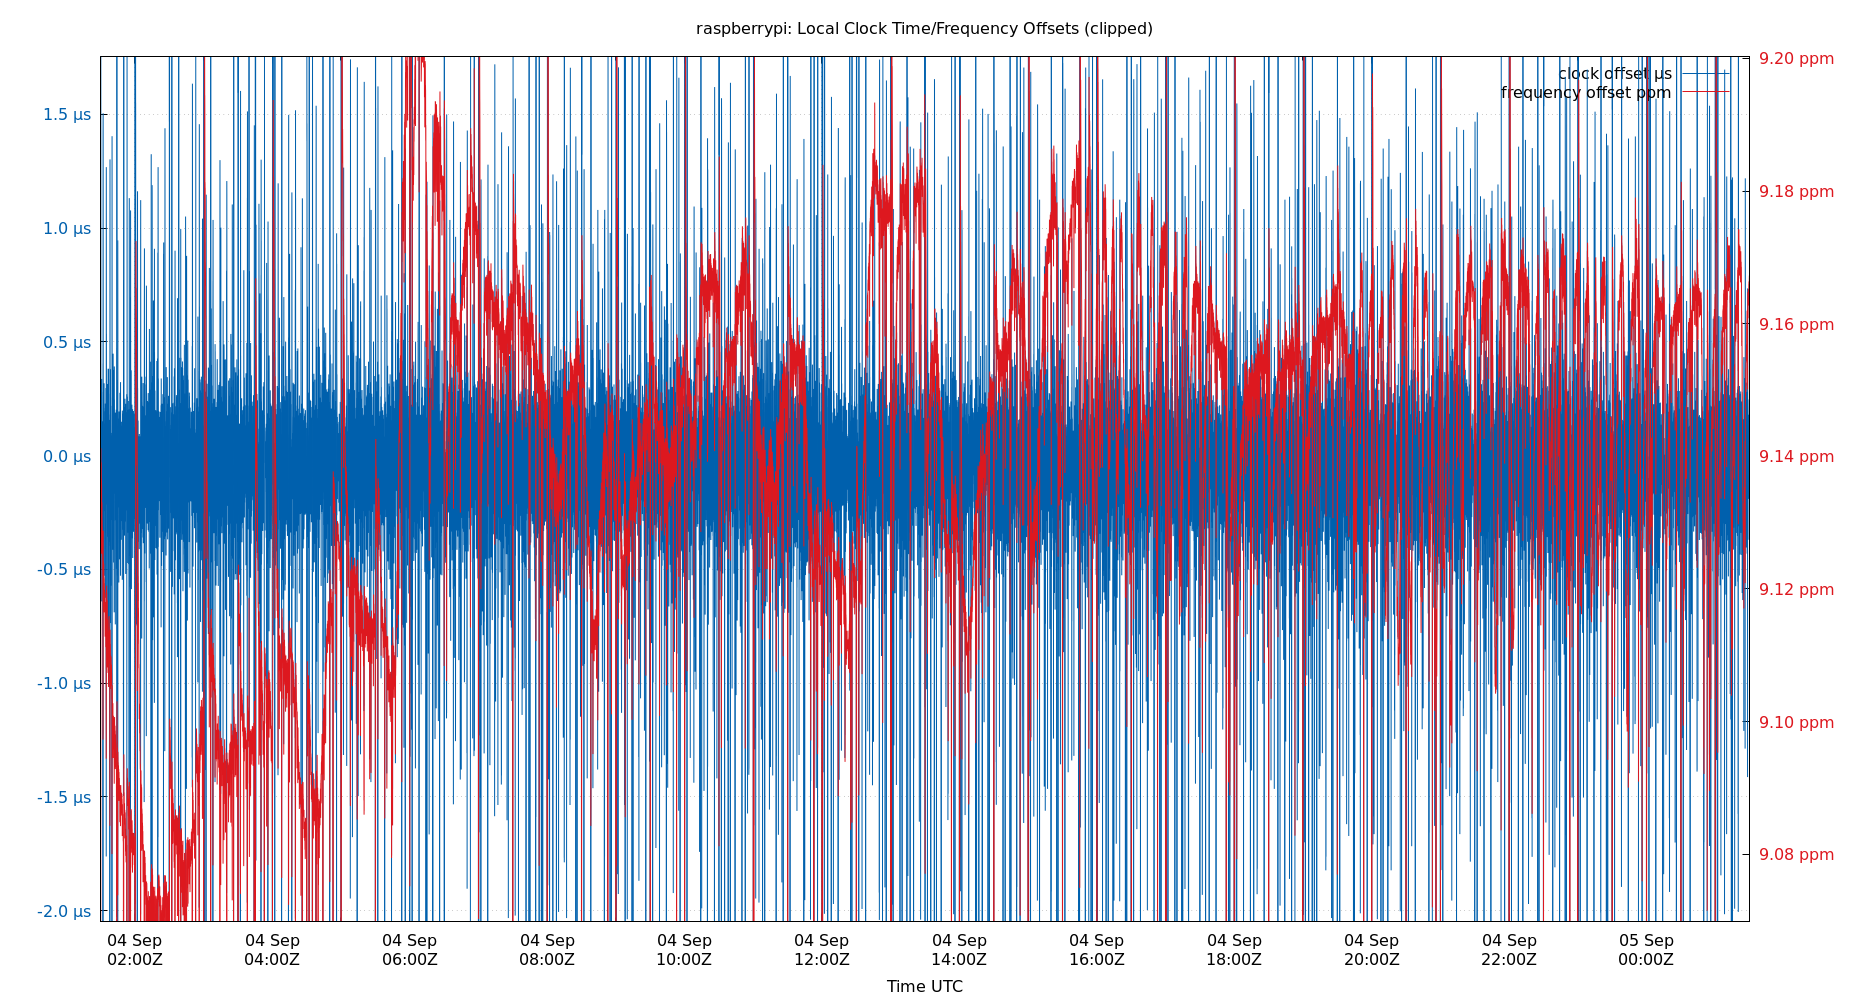 raspberrypi: Local Clock Time/Frequency Offsets (clipped)
clock offset µs
frequency offset ppm
1.5 µs
1.0 µs
0.5 µs
0.0 µs
-0.5 µs
-1.0 µs
-1.5 µs
-2.0 µs
9.20 ppm
9.18 ppm
9.16 ppm
9.14 ppm
9.12 ppm
9.10 ppm
9.08 ppm
04 Sep
02:00Z
04 Sep
04:00Z
04 Sep
06:00Z
04 Sep
08:00Z
04 Sep
10:00Z
04 Sep
12:00Z
04 Sep
14:00Z
04 Sep
16:00Z
04 Sep
18:00Z
04 Sep
20:00Z
04 Sep
22:00Z
05 Sep
00:00Z
Time UTC